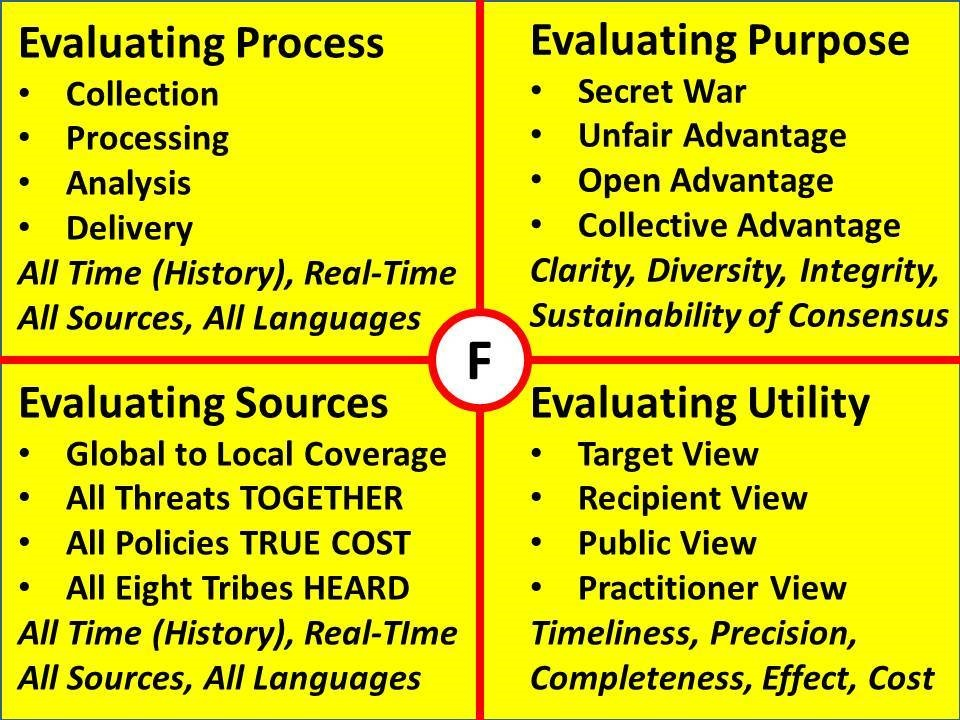 Evaluating Process
• Collection
• Processing
• Analysis
• Delivery
All Time (History), Real-Time
All Sources, All Languages
Evaluating Purpose
• Secret War
• Unfair Advantage
• Open Advantage
• Collective Advantage
Clarity, Diversity, Integrity,
Sustainability of Consensus
F
Evaluating Sources
• Global to Local Coverage
• All Threats TOGETHER
• All Policies TRUE COST
• All Eight Tribes HEARD
All Time (History), Real-TIme
All Sources, All Languages
Evaluating Utility
• Target View
• Recipient View
• Public View
• Practitioner View
Timeliness, Precision,
Completeness, Effect, Cost